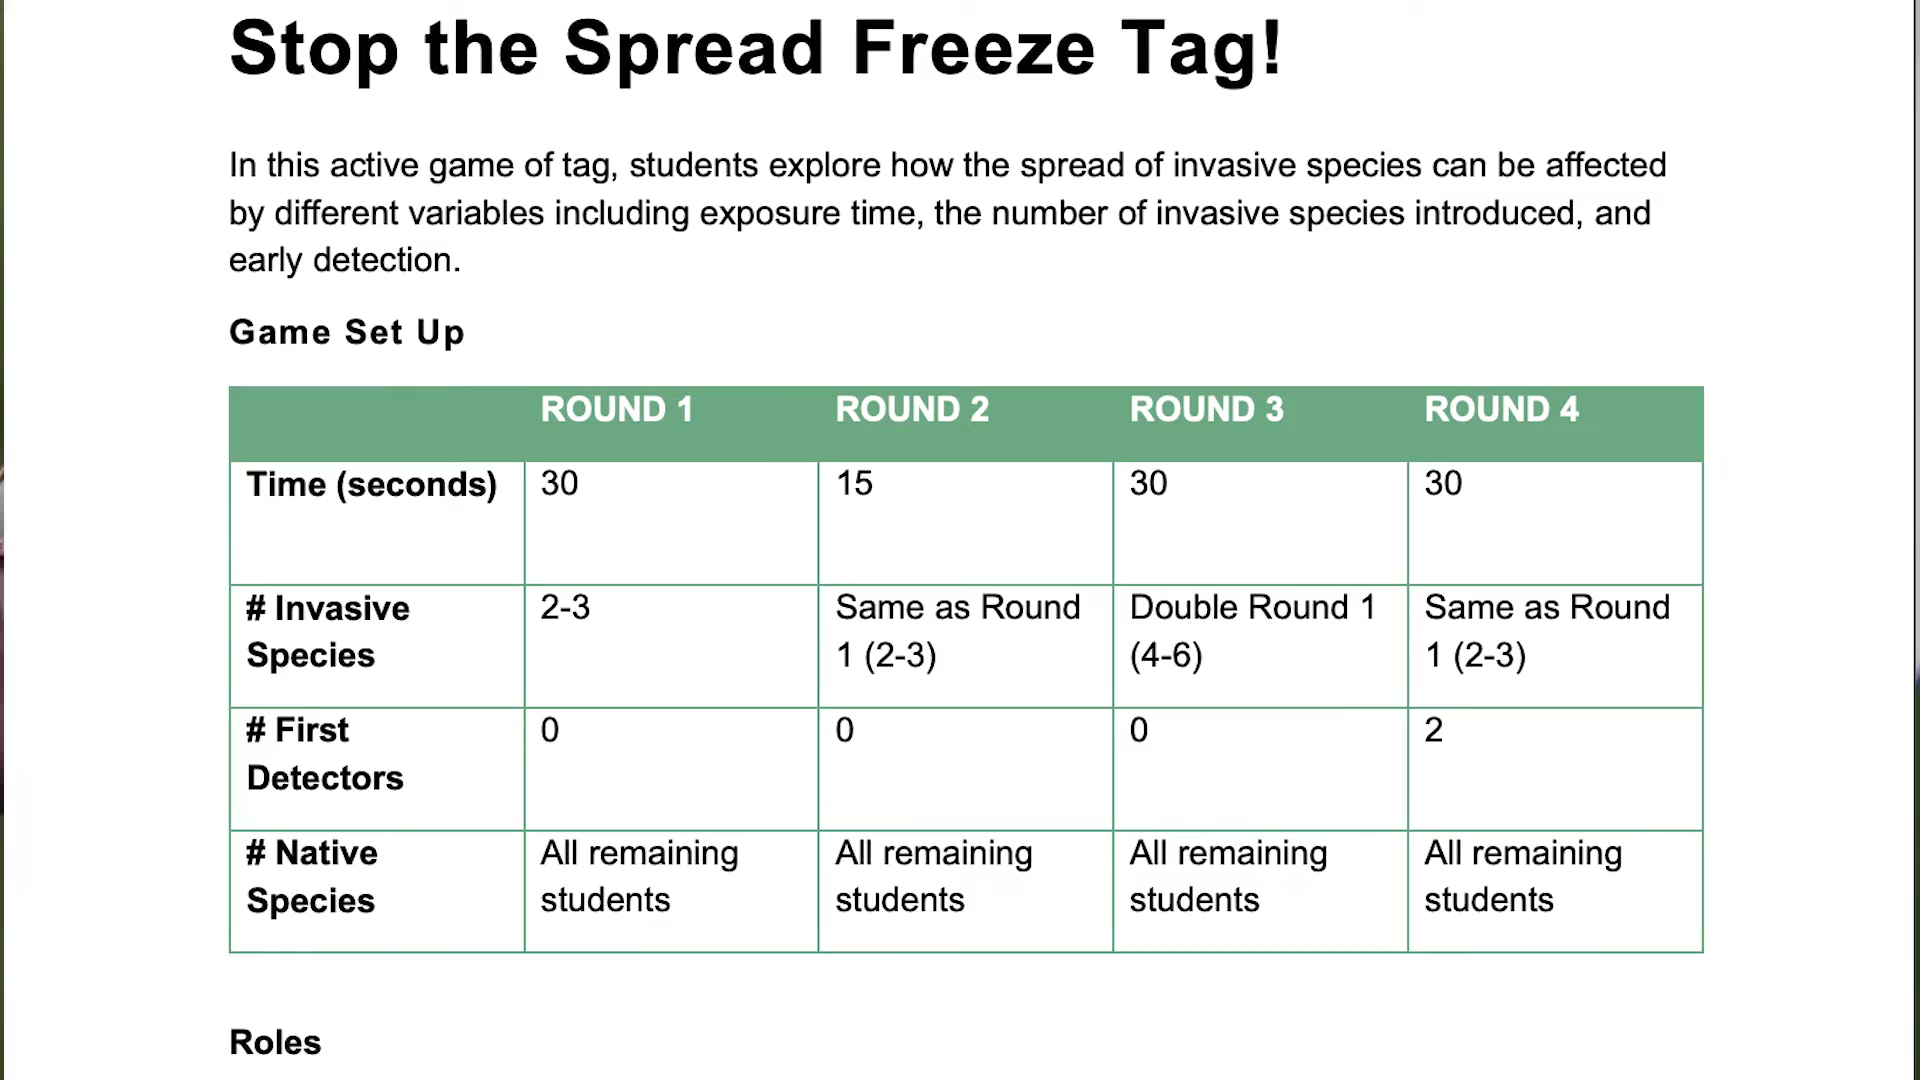 Stop the Spread Freeze Tag!
In this active game of tag, students explore how the spread of invasive species can be affected
by different variables including exposure time, the number of invasive species introduced, and
early detection.
Game Set Up
ROUND 1 ROUND 2 ROUND 3 ROUND 4
Time (seconds) 30 15 30 30
# Invasive 2-3 Same as Round Double Round 1 Same as Round
Species 1 (2-3) (4-6) 1 (2-3)
# First 0 0 0 2
Detectors
# Native All remaining All remaining All remaining All remaining
Species students students students students
Roles